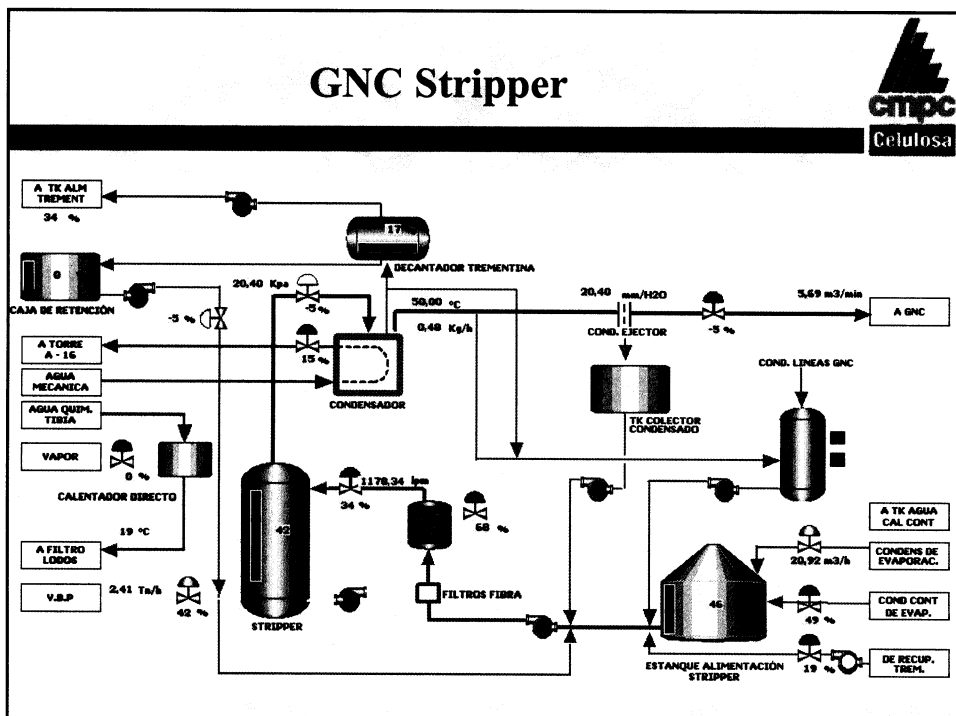 GNC Stripper
cmpc
Celulosa
A TK ALM
TREMENT
34 %
17
DECANTADOR TREMENTINA
0
CAJA DE RETENCIÓN
20,40 Kpa
-5%
-5 %
50,00 °C
0,48 Kg/h
20,40 mm/H2O
COND. EJECTOR
-5 %
5,69 m3/min
A GNC
A TORRE
A - 16
15 %
AGUA
MECANICA
CONDENSADOR
TK COLECTOR
CONDENSADO
COND. LINEAS GNC
AGUA QUIM.
TIBIA
VAPOR
0 %
CALENTADOR DIRECTO
19 °C
A FILTRO
LODOS
V.B.P
2,41 Tn/h
42 %
42
STRIPPER
1178,34 lpm
34 %
68 %
FILTROS FIBRA
A TK AGUA
CAL CONT
CONDENS DE
EVAPORAC.
20,92 m3/h
COND CONT
DE EVAP.
49 %
46
ESTANQUE ALIMENTACIÓN
STRIPPER
19 %
DE RECUP.
TREM.